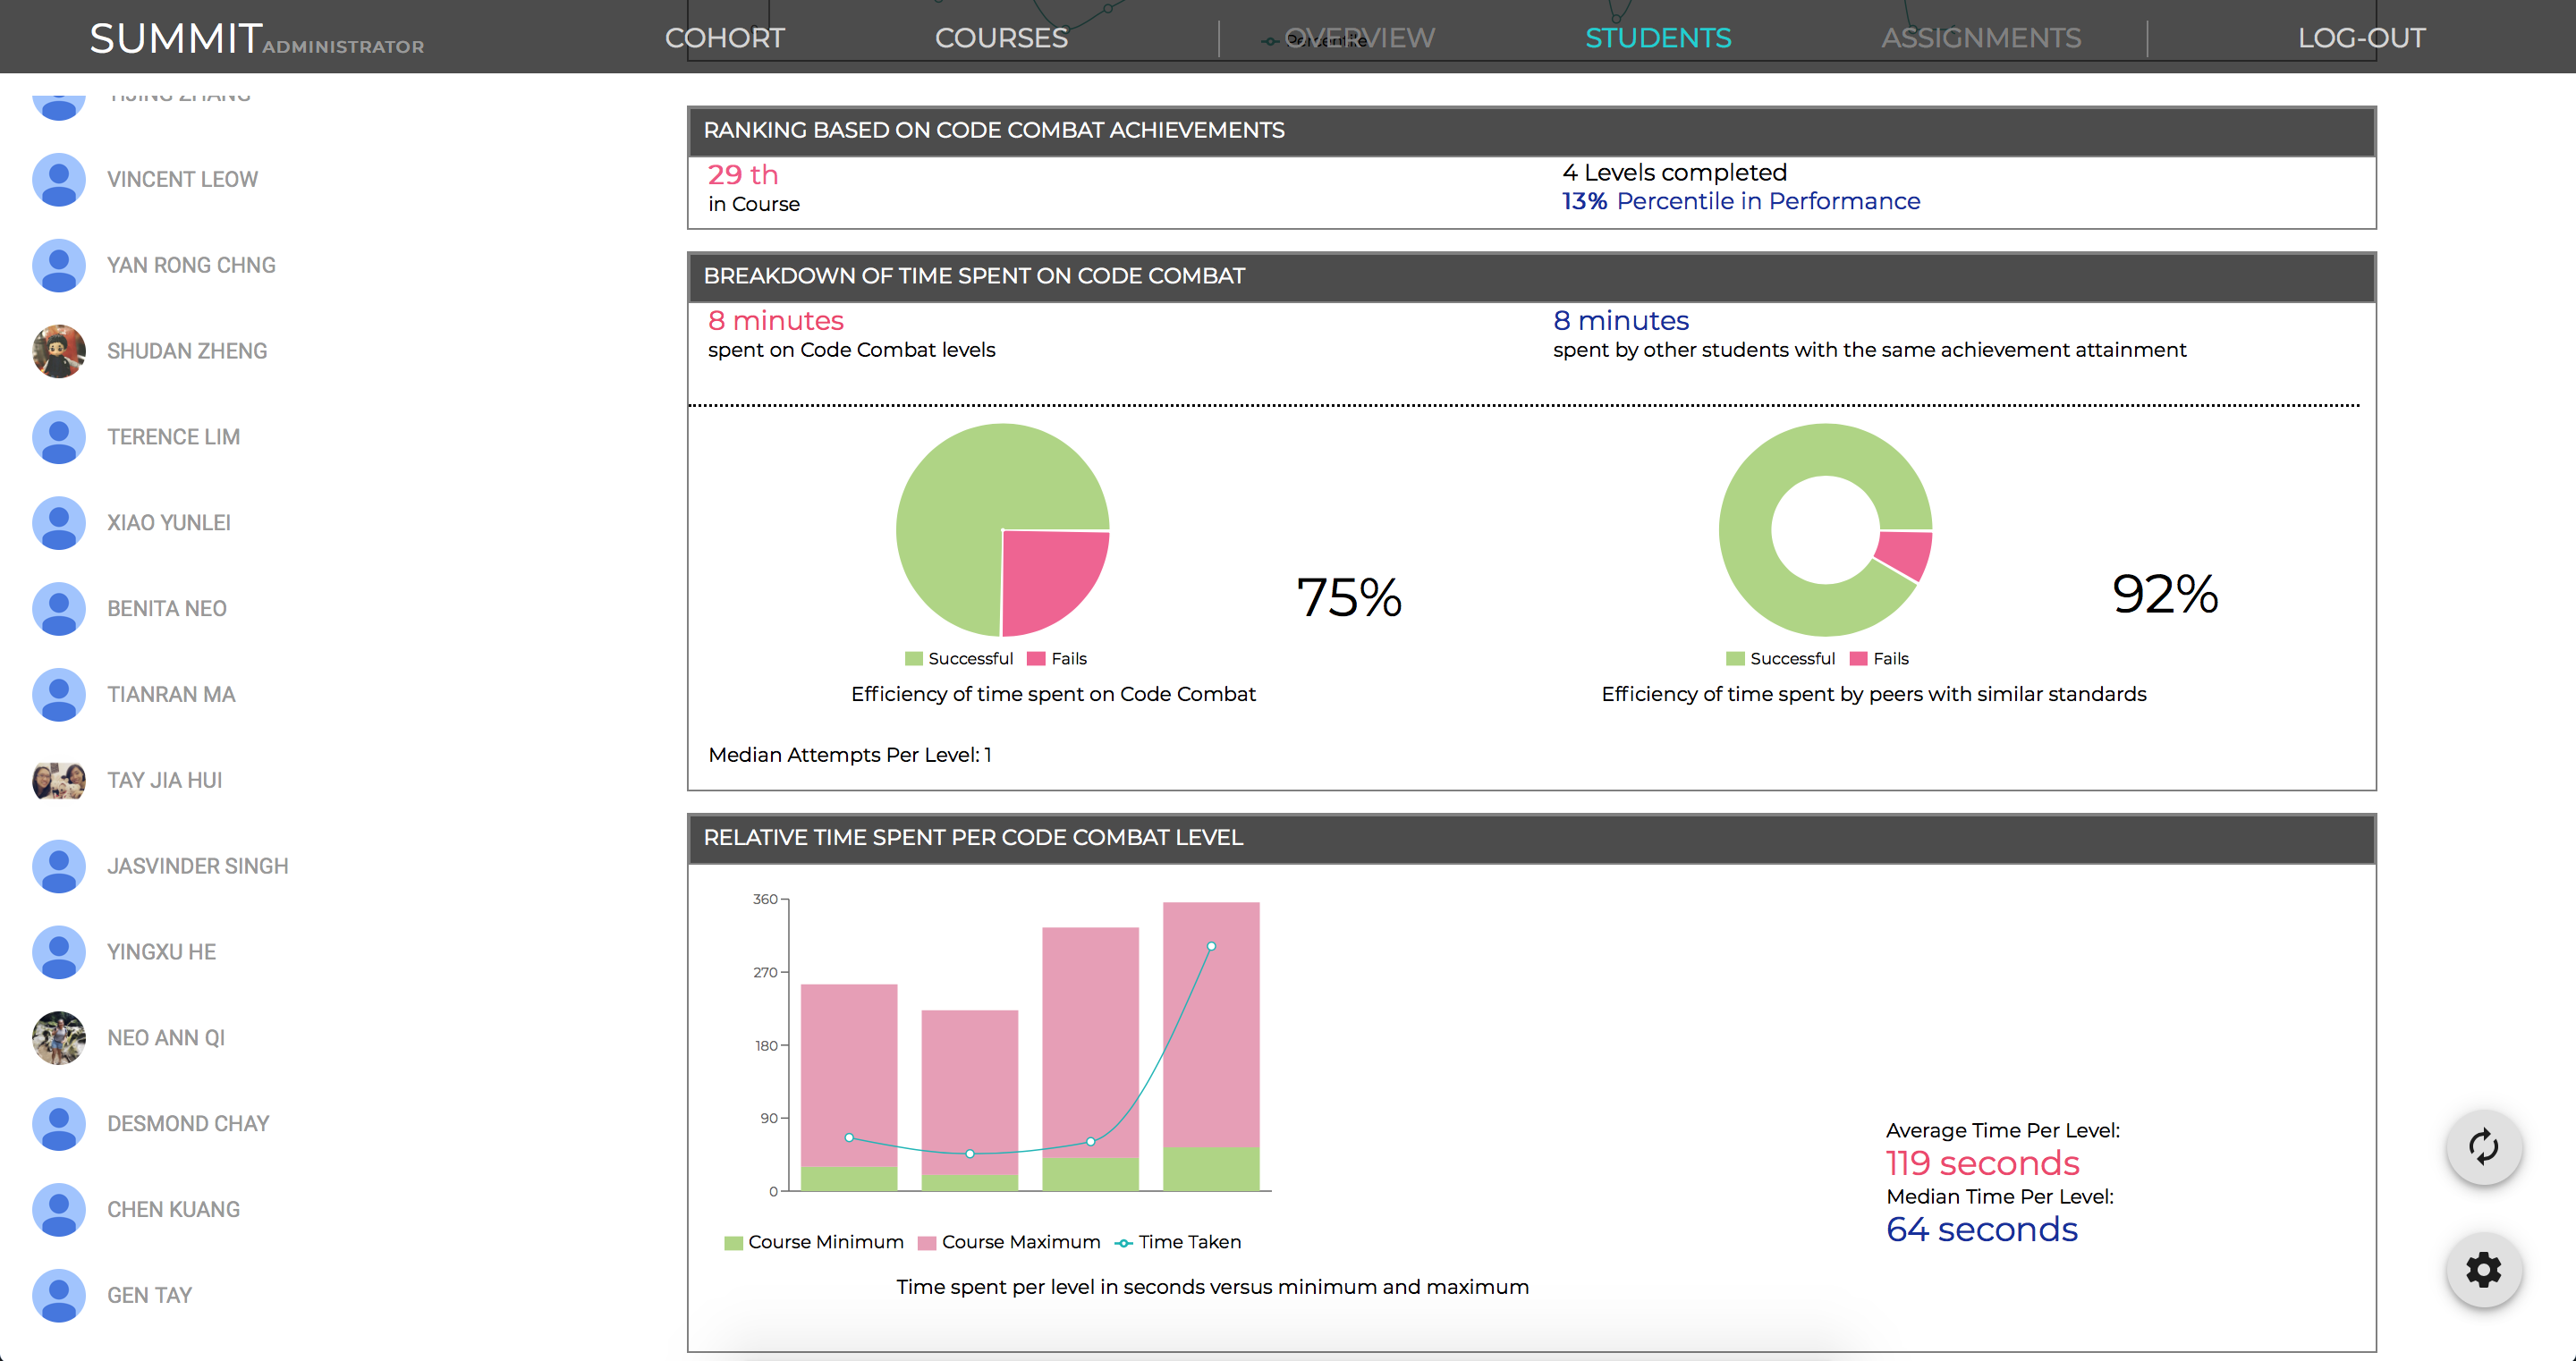 SUMMIT ADMINISTRATOR
COHORT
COURSES
OVERVIEW
STUDENTS
ASSIGNMENTS
LOG-OUT
VINCENT LEOW
YAN RONG CHNG
SHUDAN ZHENG
TERENCE LIM
XIAO YUNLEI
BENITA NEO
TIANRAN MA
TAY JIA HUI
JASVINDER SINGH
YINGXU HE
NEO ANN QI
DESMOND CHAY
CHEN KUANG
GEN TAY
RANKING BASED ON CODE COMBAT ACHIEVEMENTS
29 th
in Course
4 Levels completed
13% Percentile in Performance
BREAKDOWN OF TIME SPENT ON CODE COMBAT
8 minutes
spent on Code Combat levels
8 minutes
spent by other students with the same achievement attainment
75%
Successful Fails
Efficiency of time spent on Code Combat
92%
Successful Fails
Efficiency of time spent by peers with similar standards
Median Attempts Per Level: 1
RELATIVE TIME SPENT PER CODE COMBAT LEVEL
360
270
180
90
0
Course Minimum Course Maximum Time Taken
Time spent per level in seconds versus minimum and maximum
Average Time Per Level:
119 seconds
Median Time Per Level:
64 seconds